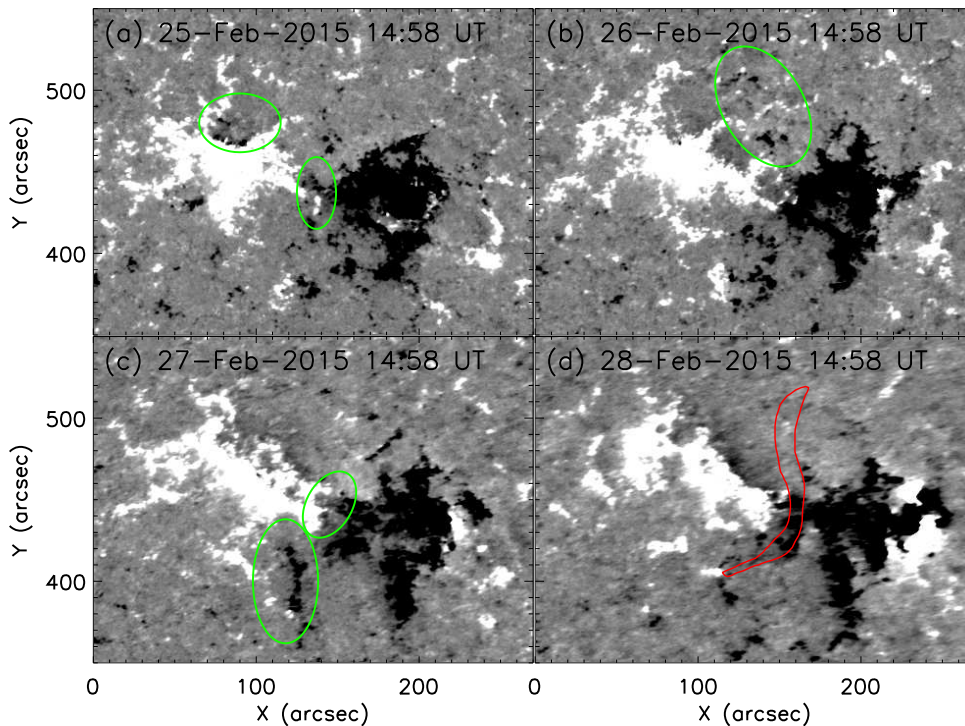 (a) 25-Feb-2015 14:58 UT
(b) 26-Feb-2015 14:58 UT
500
400
Y (arcsec)
(c) 27-Feb-2015 14:58 UT
(d) 28-Feb-2015 14:58 UT
500
400
Y (arcsec)
0 100 200
0 100 200
X (arcsec)
X (arcsec)